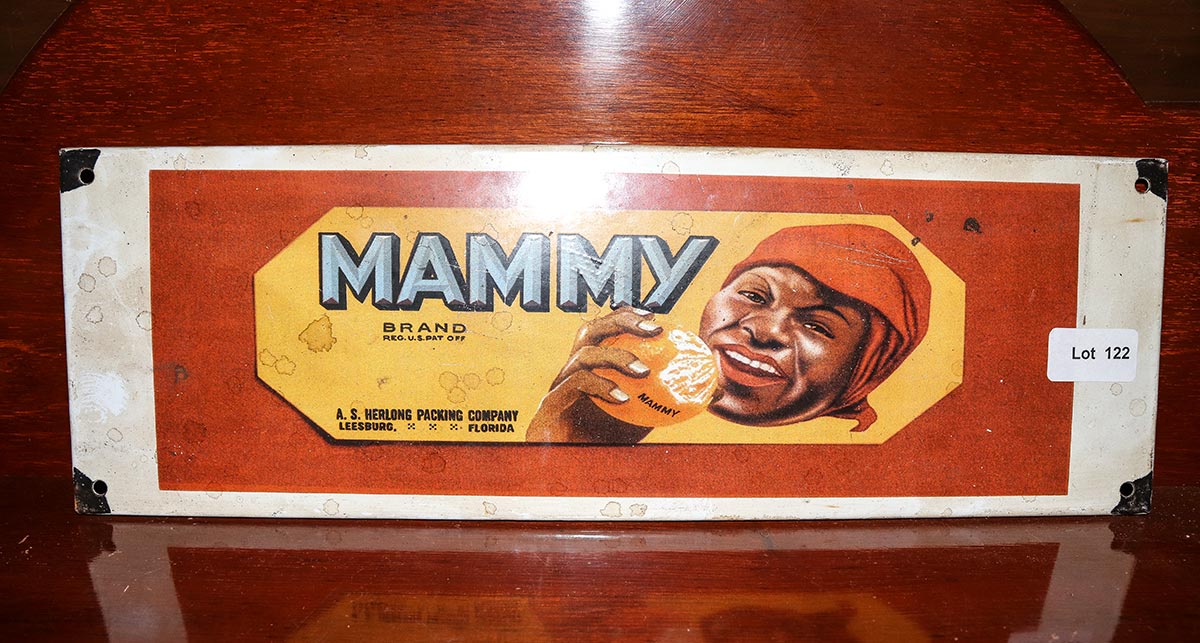 MAMMY
BRAND
REG. U.S. PAT OFF
MAMMY
A. S. HERLONG PACKING COMPANY
LEESBURG, FLORIDA
Lot 122